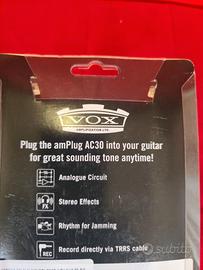 VOX
AMPLIFICATION LTD.
Plug the amPlug AC30 into your guitar
for great sounding tone anytime!
Analogue Circuit
FX
Stereo Effects
Rhythm for Jamming
REC
Record directly via TRRS cable
subito